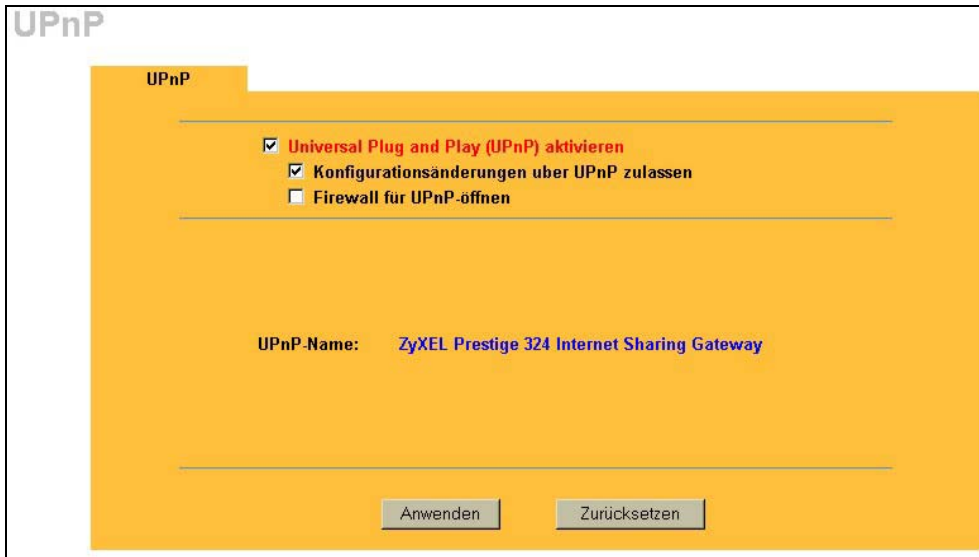 UPnP
UPnP
Universal Plug and Play (UPnP) aktivieren
Konfigurationsänderungen uber UPnP zulassen
Firewall für UPnP-öffnen
UPnP-Name: ZyXEL Prestige 324 Internet Sharing Gateway
Anwenden Zurücksetzen